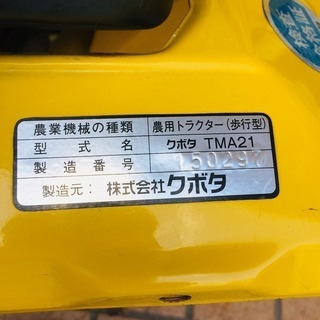 農業機械の種類 農用トラクター(歩行型)
型式名 クボタ TMA21
製造番号 150297
製造元:株式会社クボタ